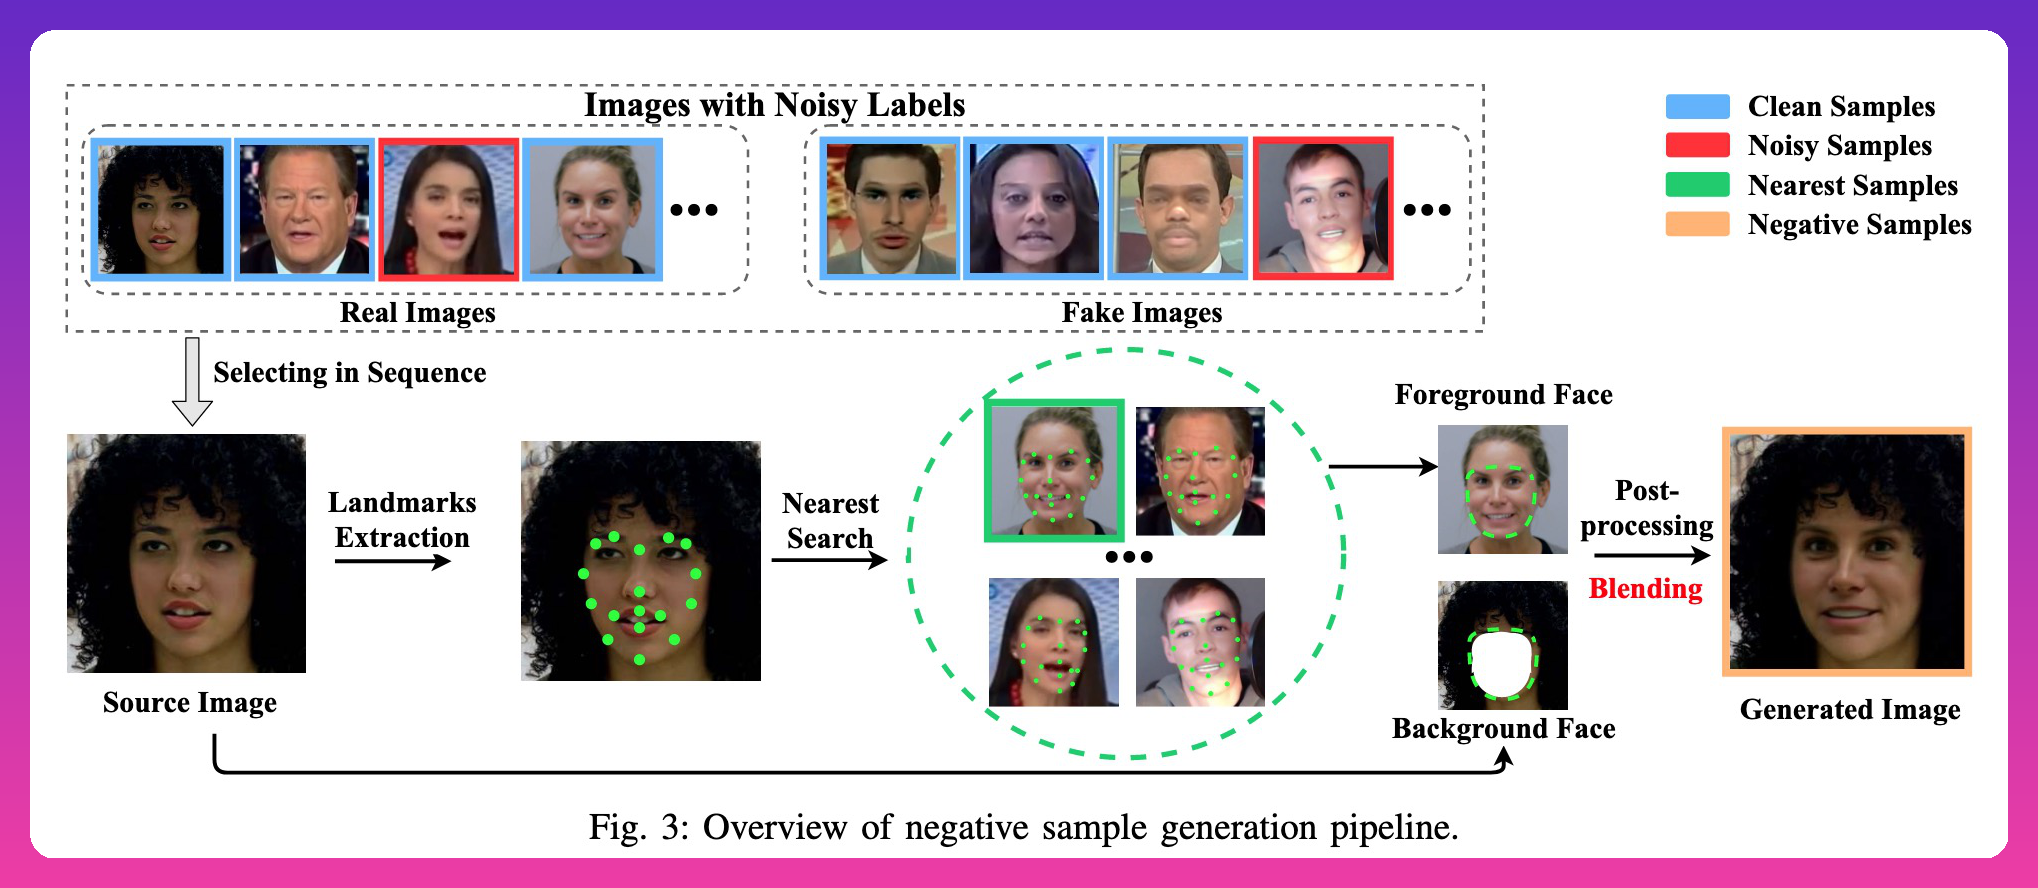 Images with Noisy Labels
Real Images
Fake Images
Clean Samples
Noisy Samples
Nearest Samples
Negative Samples
Selecting in Sequence
Source Image
Landmarks
Extraction
Nearest
Search
Foreground Face
Background Face
Post-
processing
Blending
Generated Image
Fig. 3: Overview of negative sample generation pipeline.